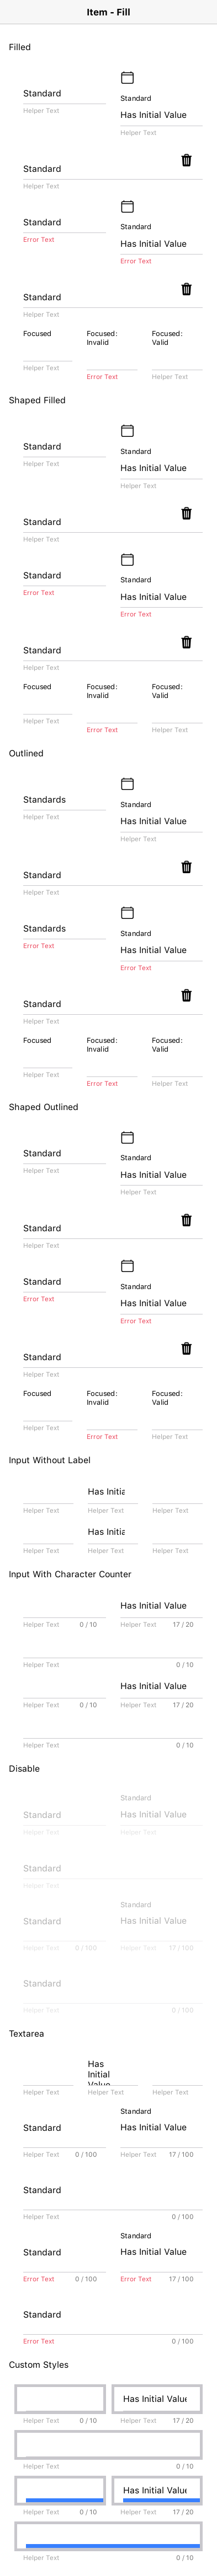 Item - Fill
Filled
Standard
Helper Text
Standard
Has Initial Value
Helper Text
Standard
Helper Text
Standard
Error Text
Standard
Has Initial Value
Error Text
Standard
Helper Text
Focused
Helper Text
Focused:
Invalid
Error Text
Focused:
Valid
Helper Text
Shaped Filled
Standard
Helper Text
Standard
Has Initial Value
Helper Text
Standard
Helper Text
Standard
Error Text
Standard
Has Initial Value
Error Text
Standard
Helper Text
Focused
Helper Text
Focused:
Invalid
Error Text
Focused:
Valid
Helper Text
Outlined
Standards
Helper Text
Standard
Has Initial Value
Helper Text
Standard
Helper Text
Standards
Error Text
Standard
Has Initial Value
Error Text
Standard
Helper Text
Focused
Helper Text
Focused:
Invalid
Error Text
Focused:
Valid
Helper Text
Shaped Outlined
Standard
Helper Text
Standard
Has Initial Value
Helper Text
Standard
Helper Text
Standard
Error Text
Standard
Has Initial Value
Error Text
Standard
Helper Text
Focused
Helper Text
Focused:
Invalid
Error Text
Focused:
Valid
Helper Text
Input Without Label
Has Initia
Helper Text Helper Text Helper Text
Has Initia
Helper Text Helper Text Helper Text
Input With Character Counter
Has Initial Value
Helper Text 0 / 10 Helper Text 17 / 20
Helper Text 0 / 10
Has Initial Value
Helper Text 0 / 10 Helper Text 17 / 20
Helper Text 0 / 10
Disable
Standard
Helper Text
Standard
Has Initial Value
Helper Text
Standard
Helper Text
Standard
Helper Text 0 / 100
Standard
Has Initial Value
Helper Text 17 / 100
Standard
Helper Text 0 / 100
Textarea
Has
Initial
Value
Helper Text Helper Text Helper Text
Standard
Helper Text 0 / 100
Standard
Has Initial Value
Helper Text 17 / 100
Standard
Helper Text 0 / 100
Standard
Error Text 0 / 100
Standard
Has Initial Value
Error Text 17 / 100
Standard
Error Text 0 / 100
Custom Styles
Has Initial Value
Helper Text 0 / 10 Helper Text 17 / 20
Helper Text 0 / 10
Has Initial Value
Helper Text 0 / 10 Helper Text 17 / 20
Helper Text 0 / 10